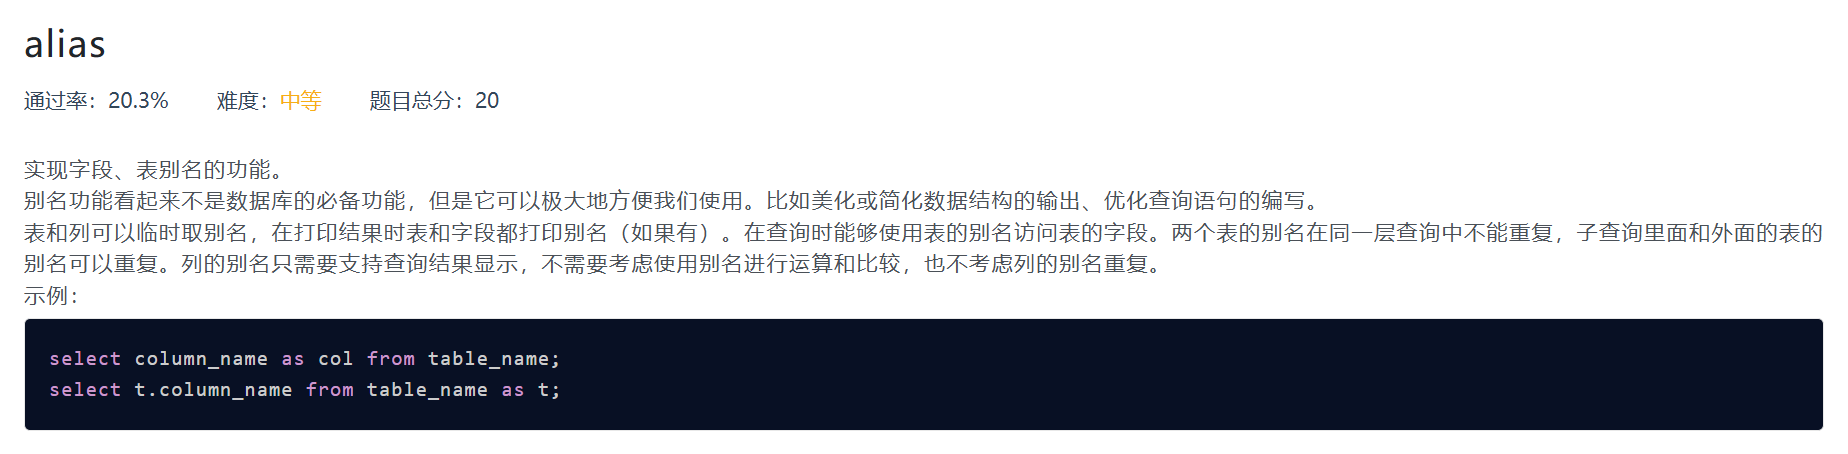 alias
通过率：20.3% 难度：中等 题目总分：20
实现字段、表别名的功能。
别名功能看起来不是数据库的必备功能，但是它可以极大地方便我们使用。比如美化或简化数据结构的输出、优化查询语句的编写。
表和列可以临时取别名，在打印结果时表和字段都打印别名（如果有）。在查询时能够使用表的别名访问表的字段。两个表的别名在同一层查询中不能重复，子查询里面和外面的表的
别名可以重复。列的别名只需要支持查询结果显示，不需要考虑使用别名进行运算和比较，也不考虑列的别名重复。
示例：
select column_name as col from table_name;
select t.column_name from table_name as t;